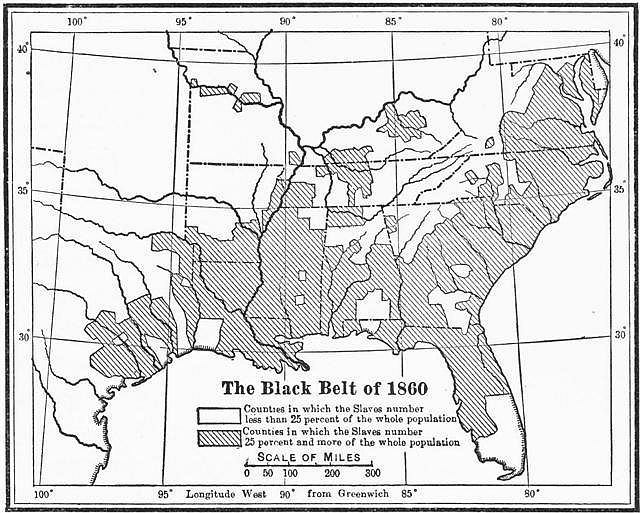 100° 95° 90° 85° 80°
40° 40°
35° 35°
30° 30°
The Black Belt of 1860
Counties in which the Slaves number
less than 25 percent of the whole population
Counties in which the Slaves number
25 percent and more of the whole population
SCALE OF MILES
0 50 100 200 300
100° 95° Longitude West 90° from Greenwich 85° 80°